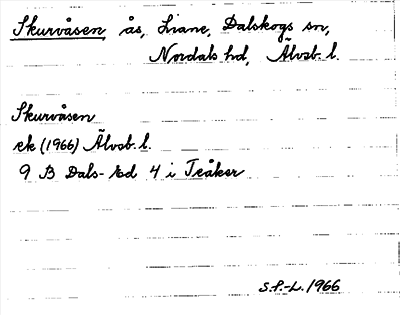 Skurvåsen, ås, Liane, Dalskogs sn,
Nordals hd, Älvsb. l.
Skurvåsen
ek (1966) Älvsb. l.
9 B Dals-Ed 4 i Teåker
S.P.-L. 1966